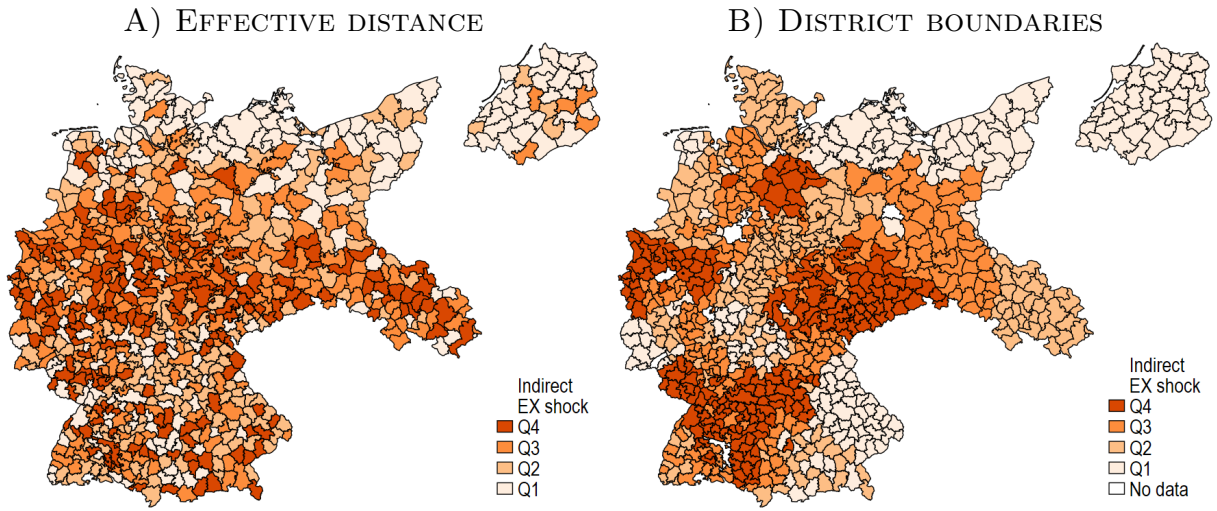 A) EFFECTIVE DISTANCE
B) DISTRICT BOUNDARIES
Indirect
EX shock
Q4
Q3
Q2
Q1
Indirect
EX shock
Q4
Q3
Q2
Q1
No data